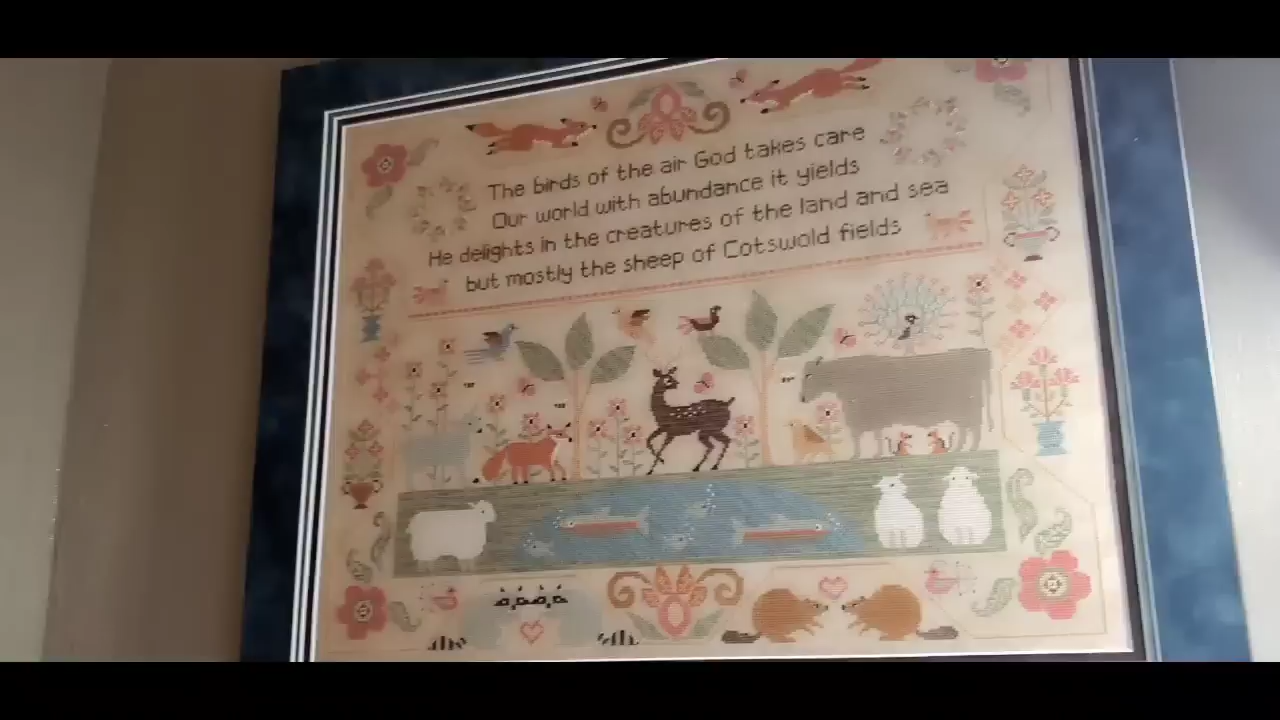 The birds of the air God takes care
Our world with abundance it yields
He delights in the creatures of the land and sea
but mostly the sheep of Cotswold fields